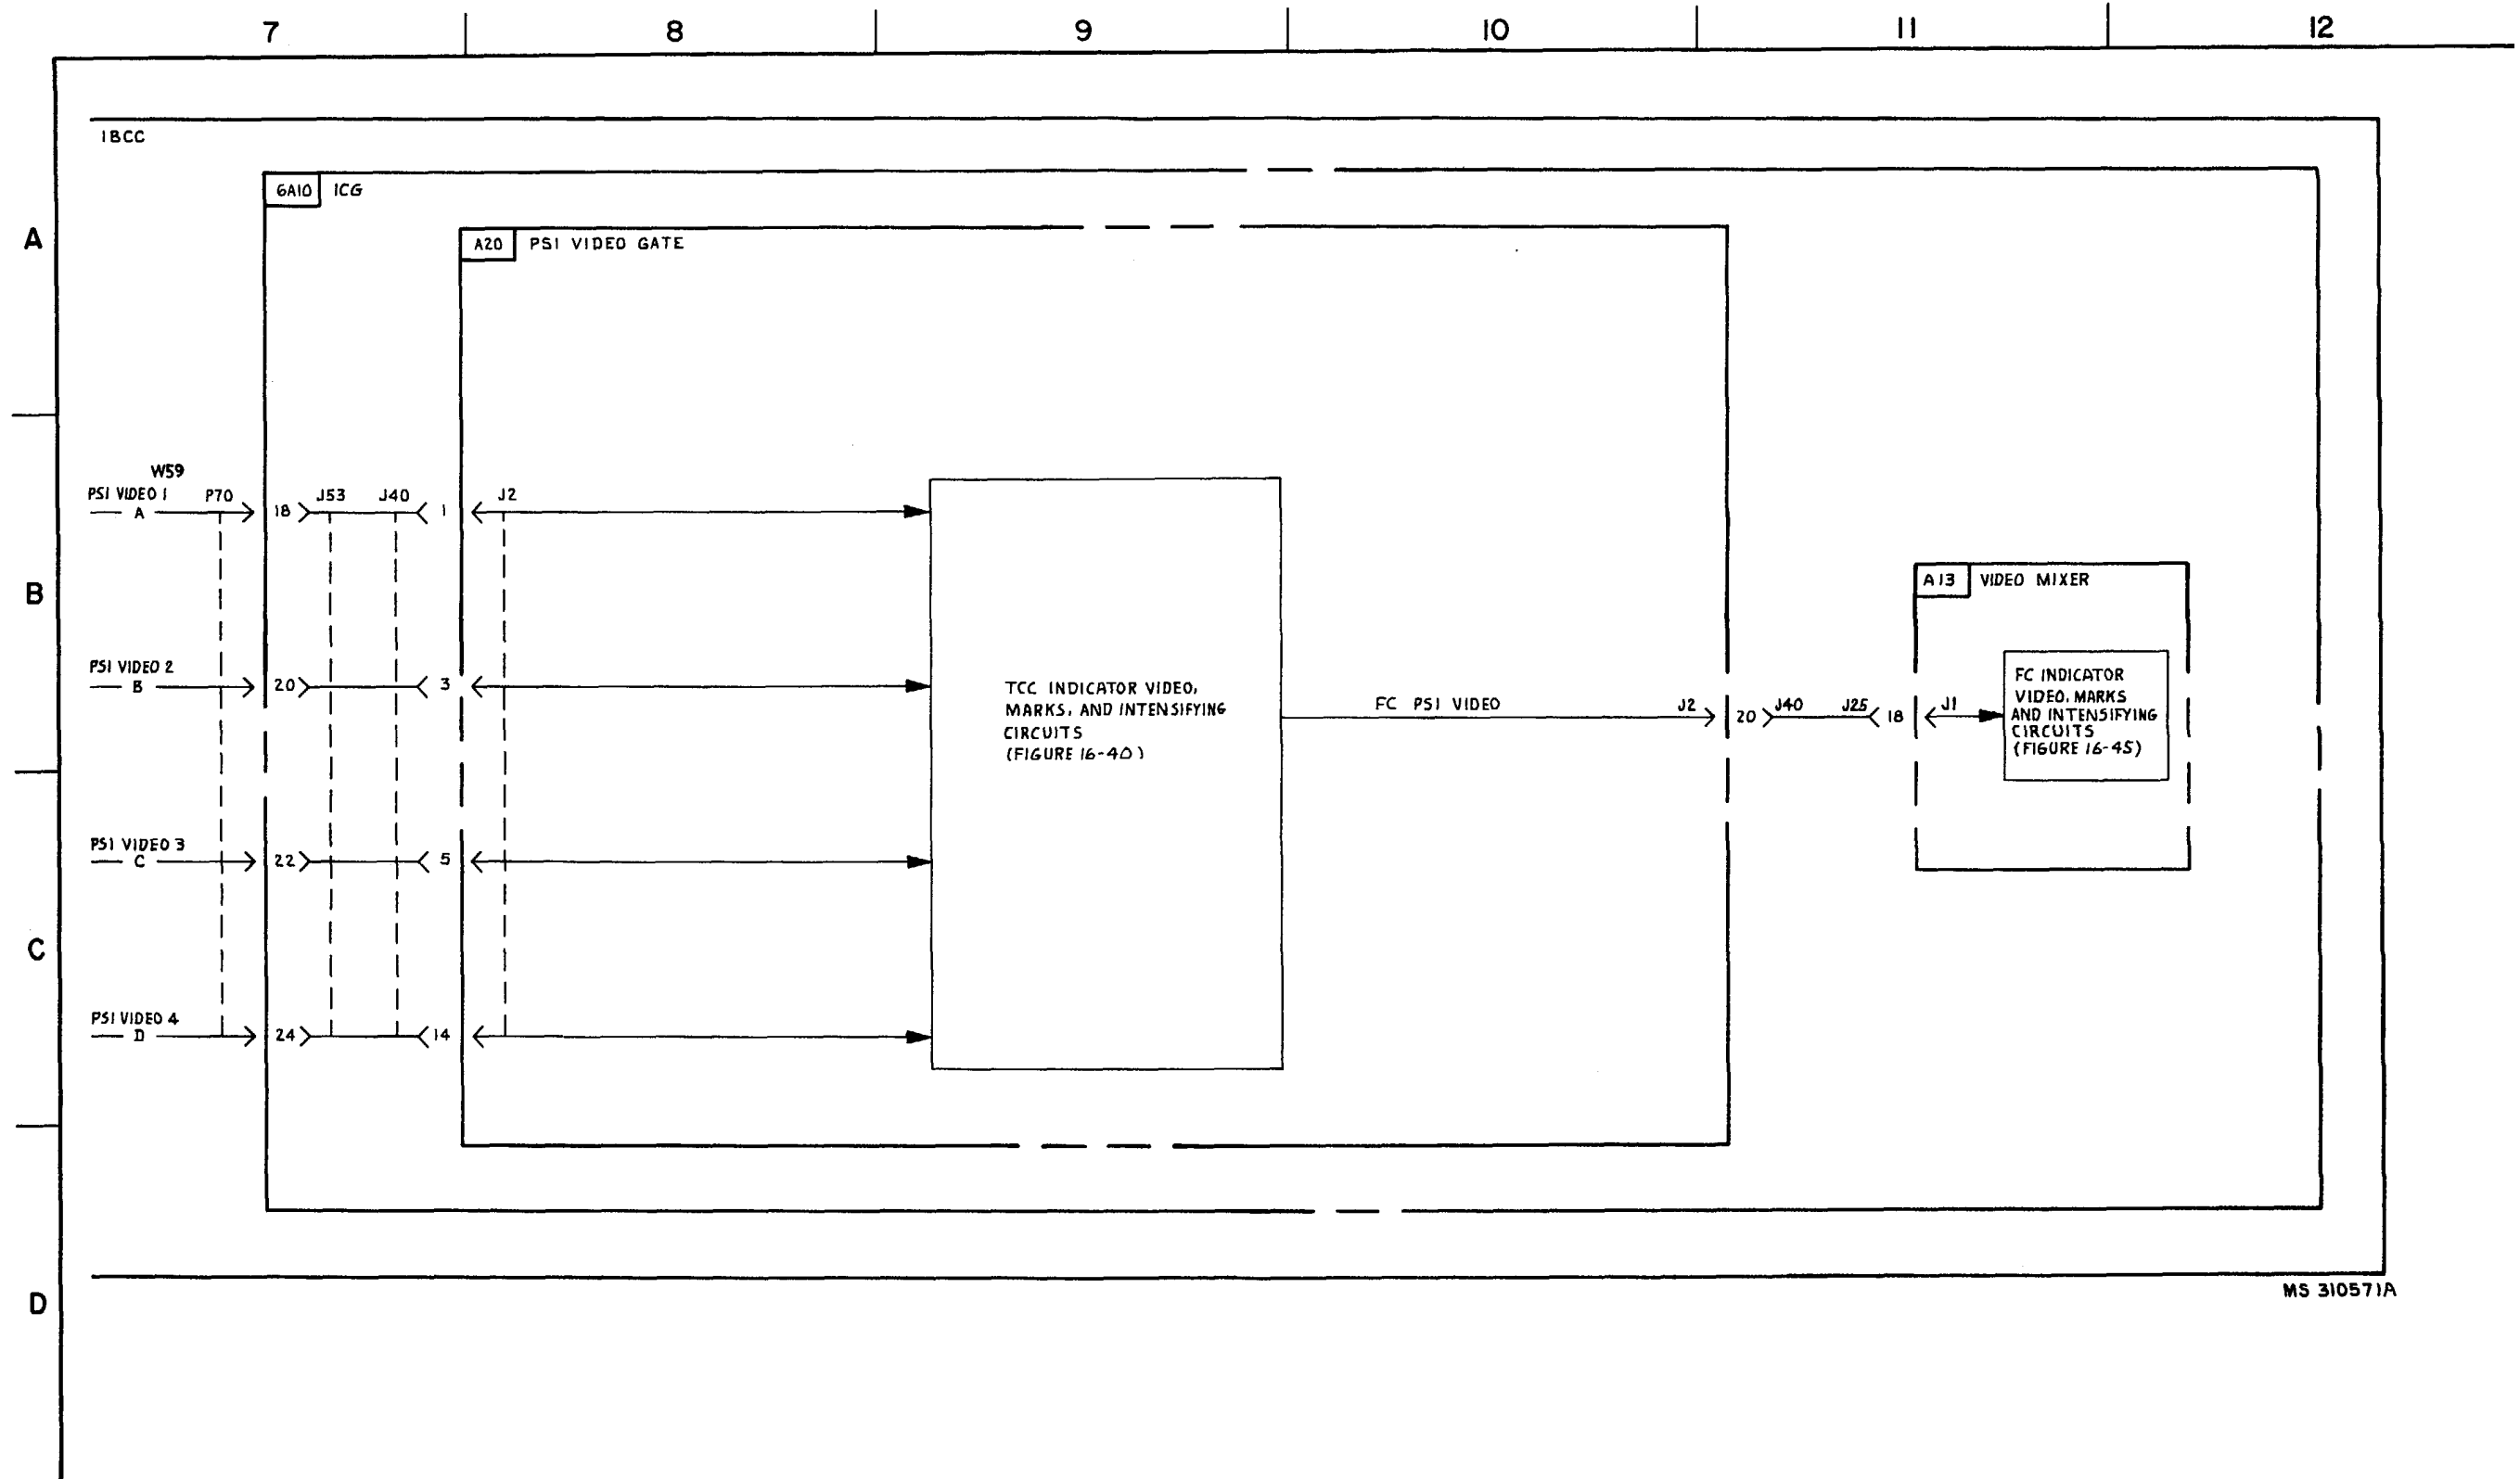 7 8 9 10 11 12
1BCC
6A10 ICG
A
A20 PSI VIDEO GATE
W59
PSI VIDEO 1 P70 J53 J40 J2
A 18 1
B
A13 VIDEO MIXER
PSI VIDEO 2
B 20 3
TCC INDICATOR VIDEO,
MARKS, AND INTENSIFYING
CIRCUITS
(FIGURE 16-40)
FC PSI VIDEO J2 20 J40 J25 18 J1
FC INDICATOR
VIDEO, MARKS
AND INTENSIFYING
CIRCUITS
(FIGURE 16-45)
PSI VIDEO 3
C 22 5
C
PSI VIDEO 4
D 24 14
D
MS 310571A